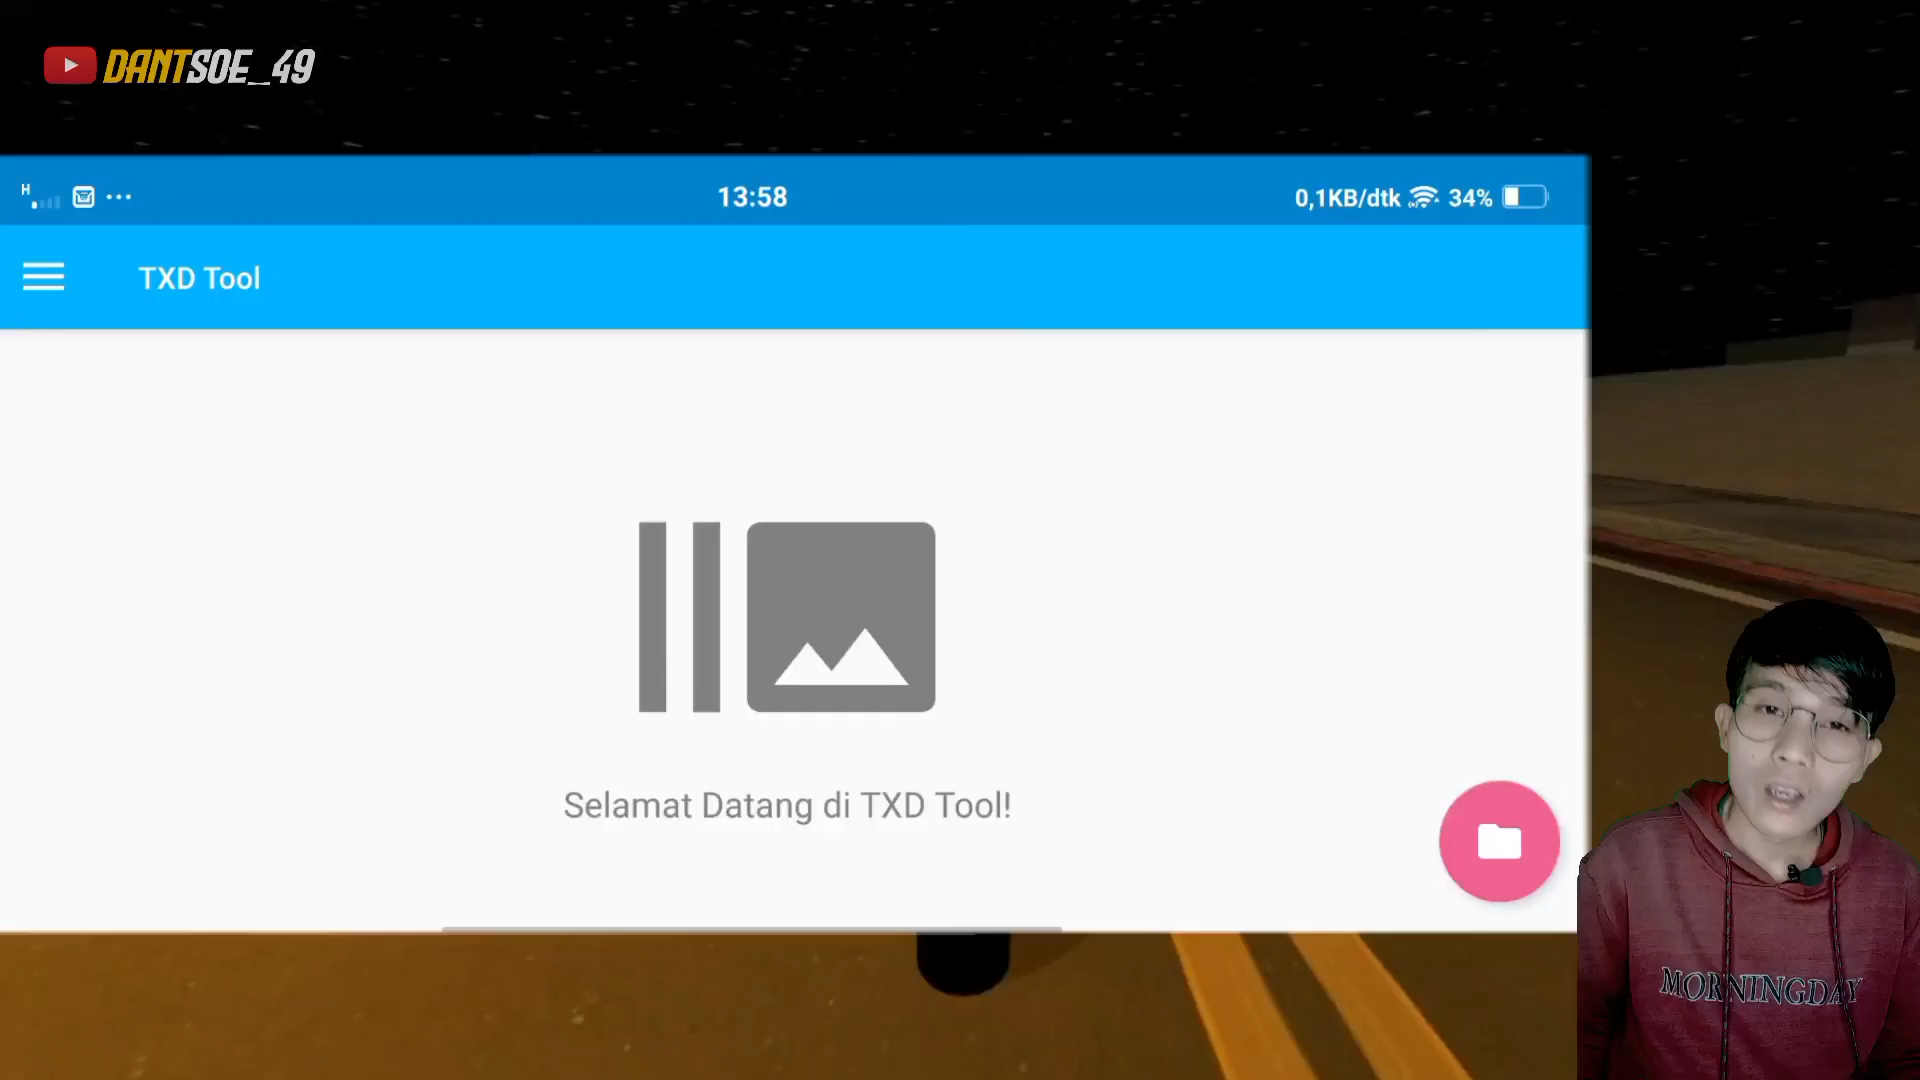 DANTSOE_49
H
13:58
0,1KB/dtk 34%
TXD Tool
Selamat Datang di TXD Tool!
MORNINGDAY